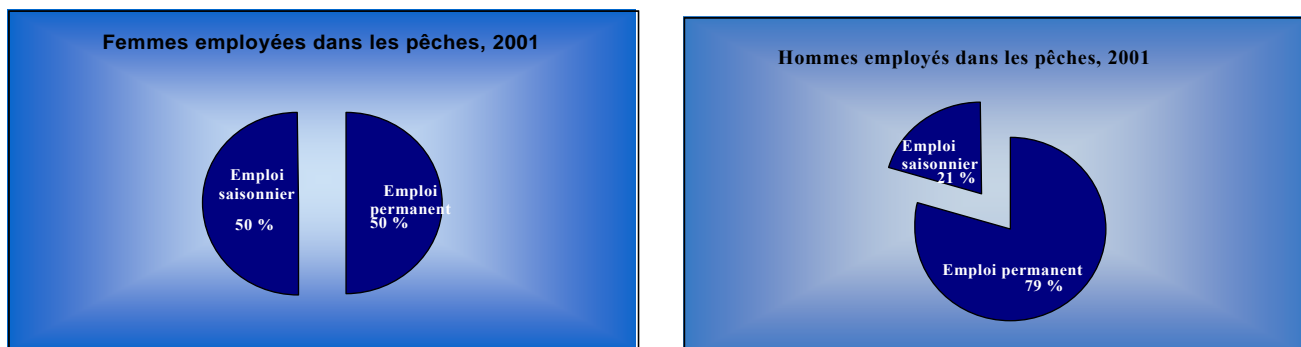 Femmes employées dans les pêches, 2001
Emploi
saisonnier
50 %
Emploi
permanent
50 %
Hommes employés dans les pêches, 2001
Emploi
saisonnier
21 %
Emploi permanent
79 %